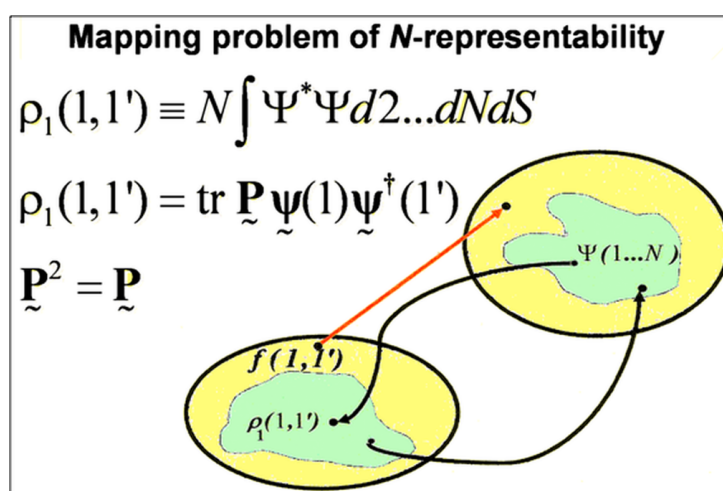 Mapping problem of N-representability
ρ₁(1,1') ≡ N∫Ψ*Ψd2...dNdS
ρ₁(1,1') = tr P̰ ψ̰(1)ψ̰†(1')
P̰² = P̰
Ψ(1...N)
f(1,1')
ρ₁(1,1')